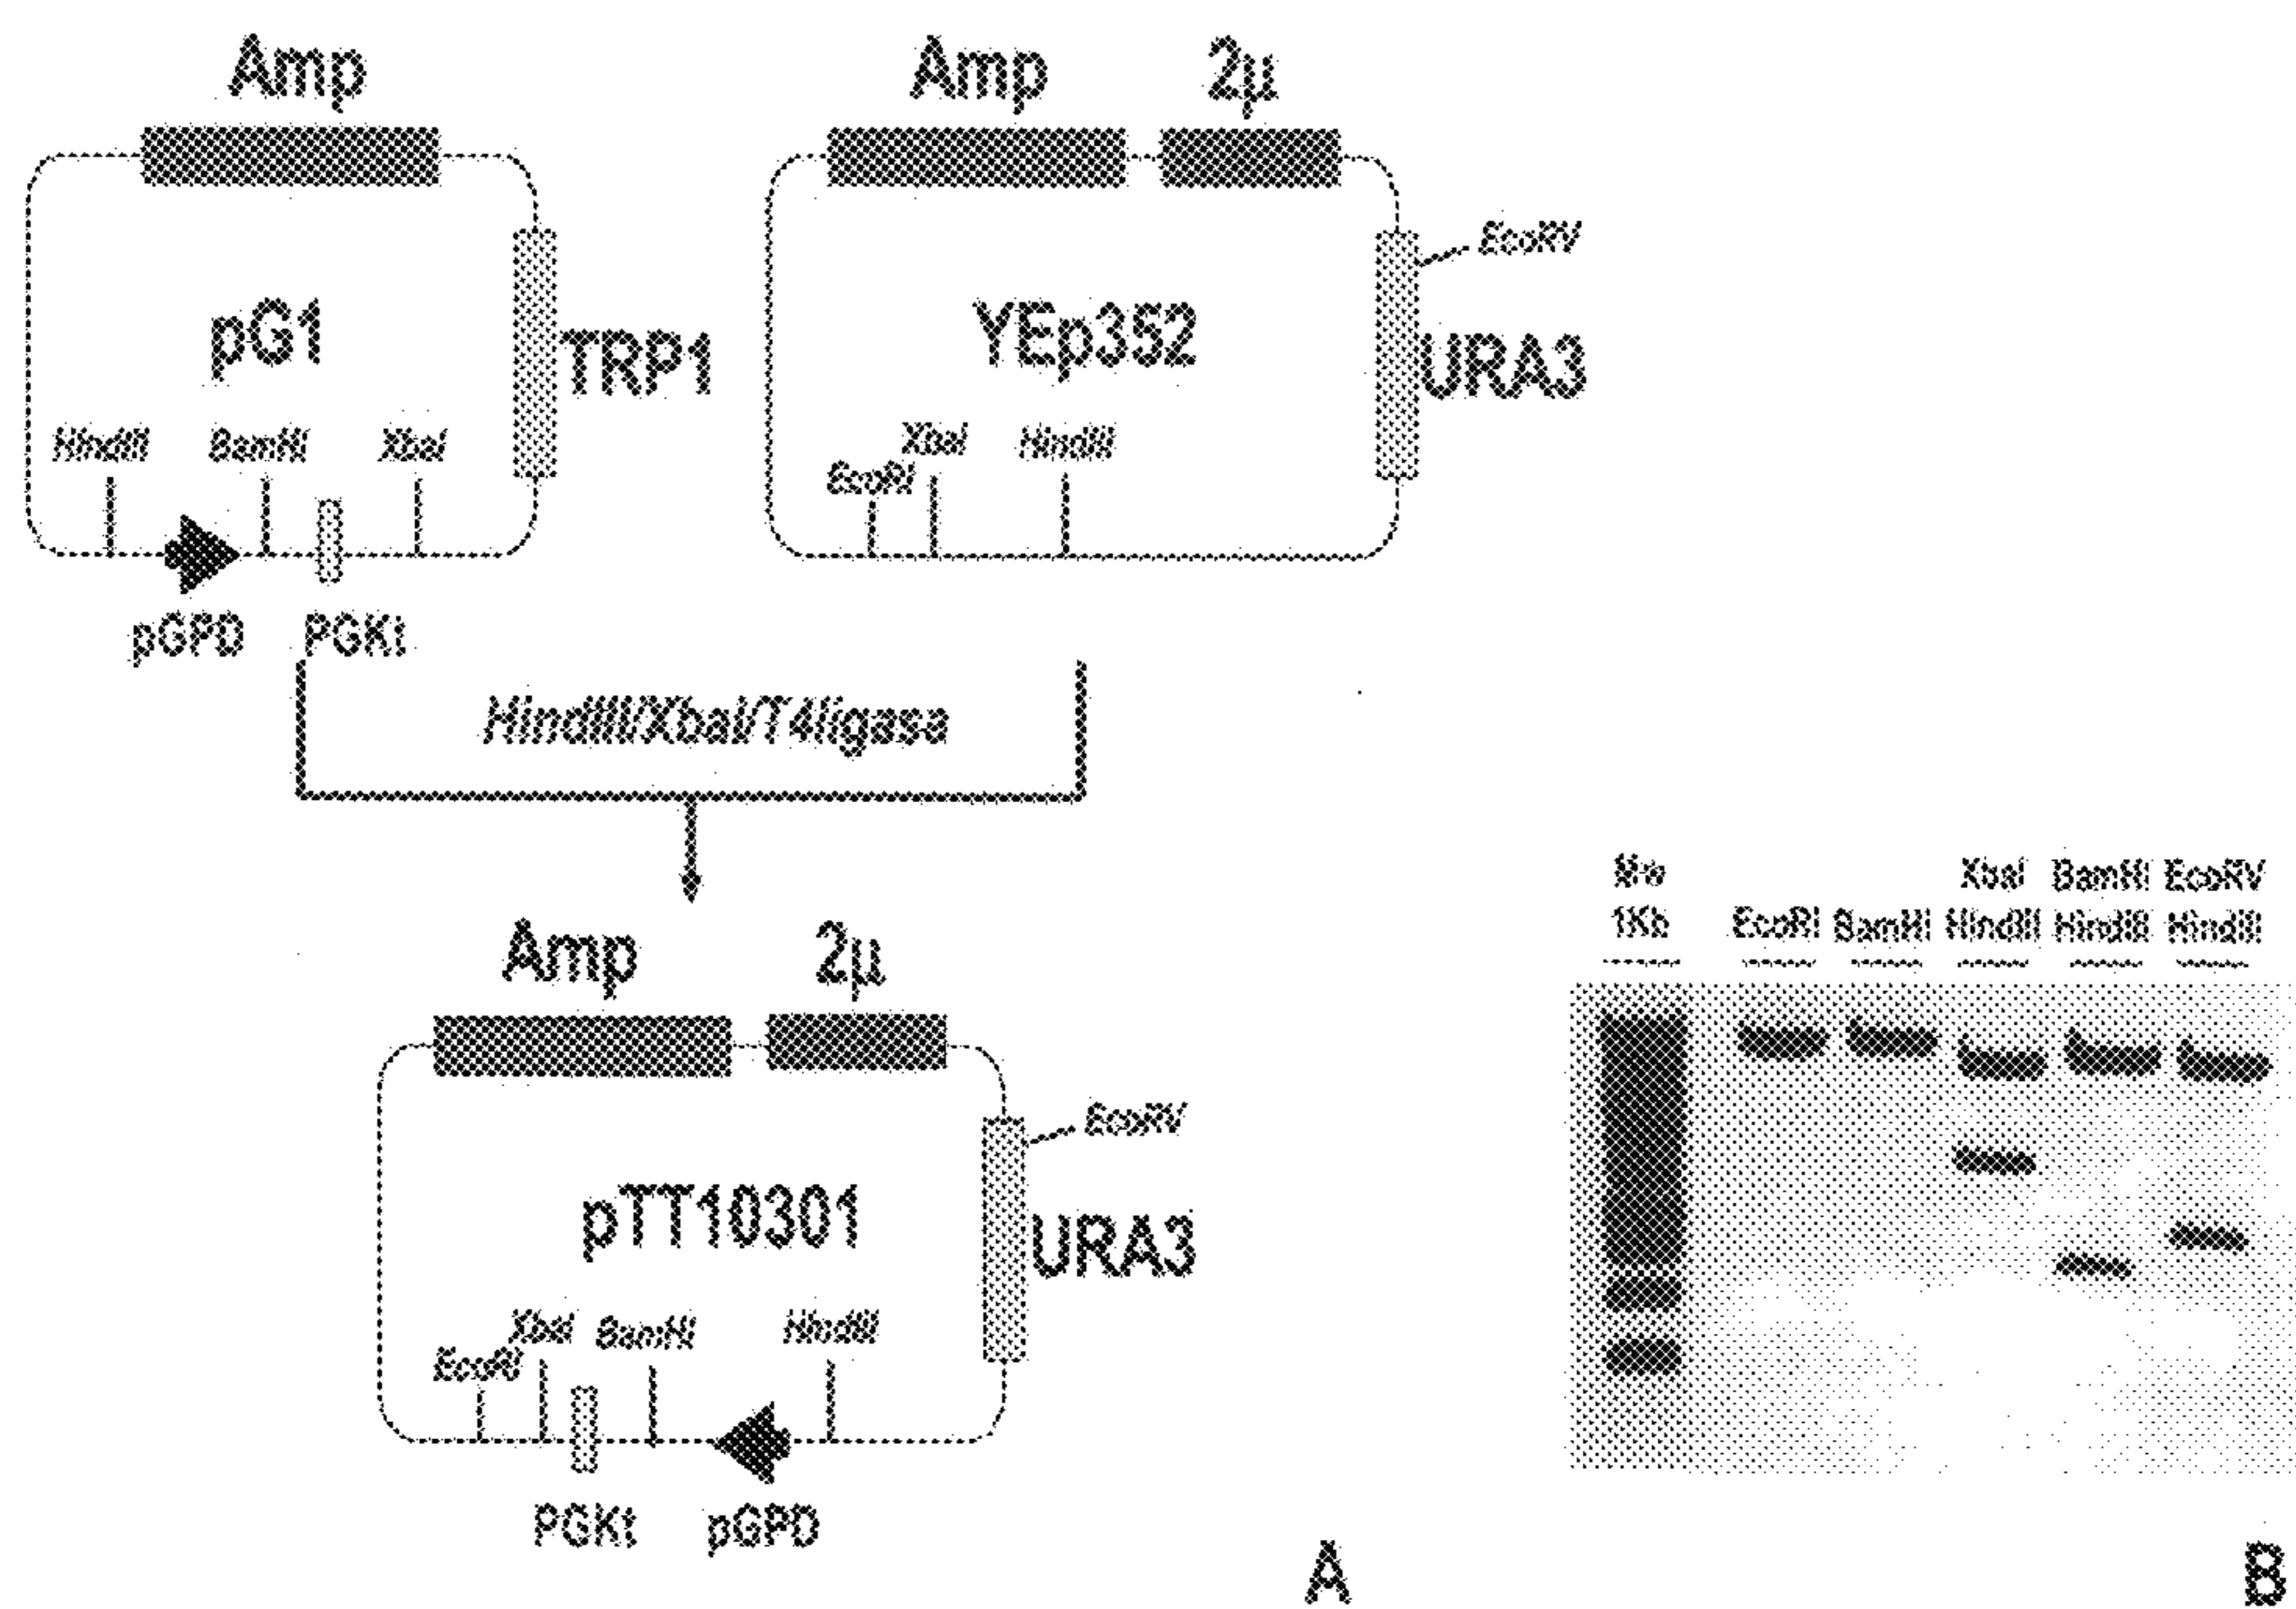 Amp
Amp 2μ
EcoRV
pG1
TRP1
YEp352
URA3
HindIII BamHI XbaI
XbaI HindIII
EcoRI
pGPD PGKt
HindIII/XbaI/T4ligasa
Amp 2μ
EcoRV
pTT10301
URA3
XbaI BamHI HindIII
EcoRI
PGKt pGPD
A
XbaI BamHI EcoRV
1Kb EcoRI BamHI HindIII HindIII HindIII
B